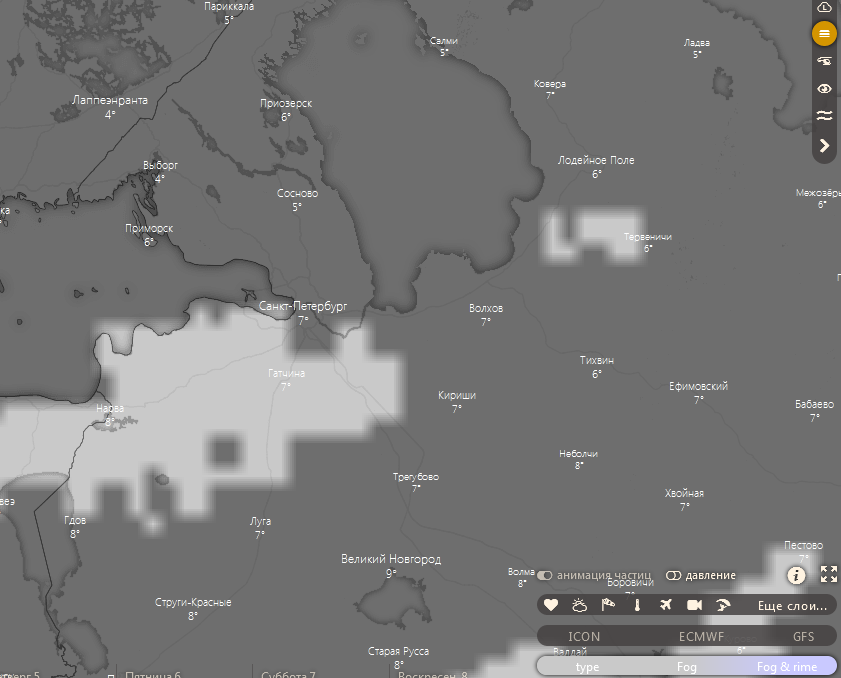 Париккала
5°
Салми
5°
Ладва
5°
Ковера
7°
Лаппеэнранта
4°
Приозерск
6°
Выборг
4°
Лодейное Поле
6°
Сосново
5°
6°
Приморск
6°
Тервеничи
6°
Санкт-Петербург
7°
Волхов
7°
Тихвин
6°
Гатчина
7°
Ефимовский
7°
Кириши
7°
Бабаево
7°
Нарва
8°
Неболчи
8°
Трегубово
7°
Хвойная
7°
Гдов
8°
Луга
7°
Пестово
7°
Великий Новгород
9°
Волма
8°
анимация частиц
давление
i
Боровичи
Струги-Красные
8°
Еще слои...
ICON
ECMWF
GFS
Старая Русса
8°
Валдай
6°
type
Fog
Fog & rime
Пятница 6
Суббота 7
Воскресен. 8